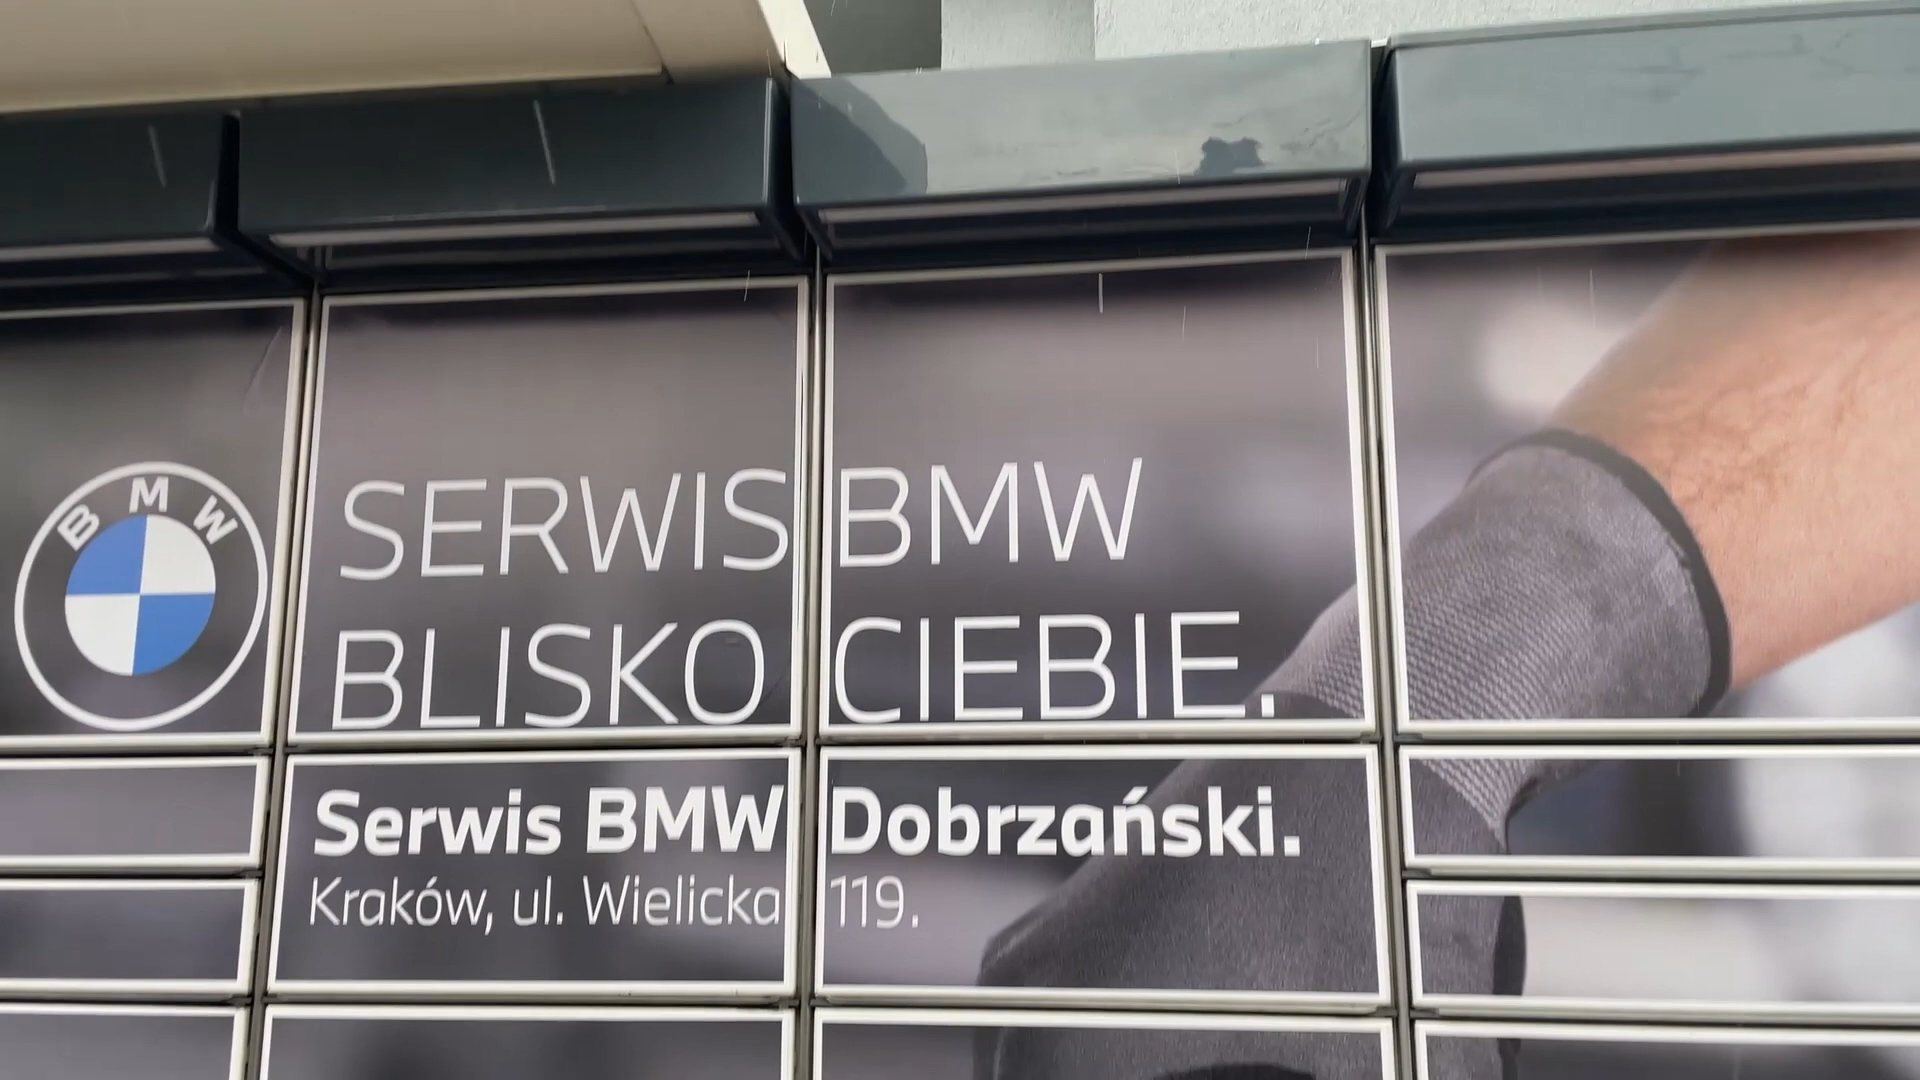 BMW
SERWIS BMW
BLISKO CIEBIE.
Serwis BMW Dobrzański.
Kraków, ul. Wielicka 119.